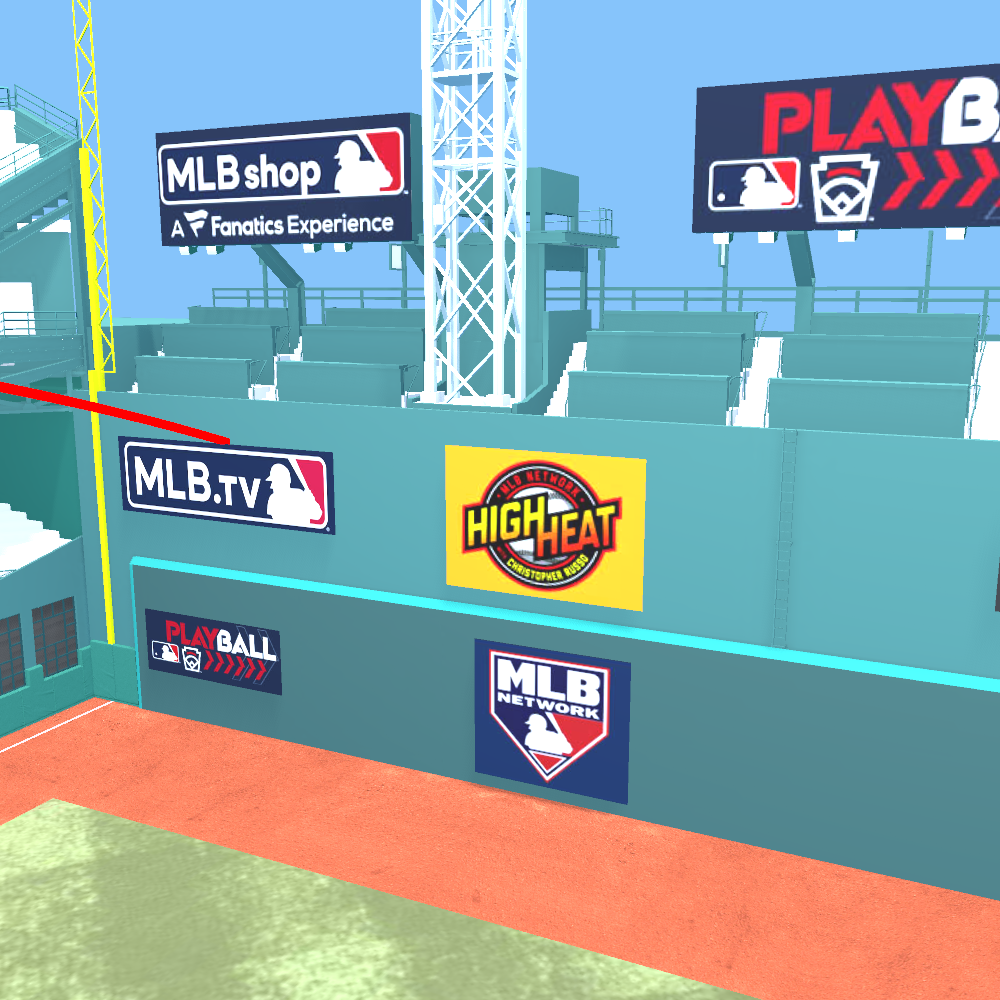 MLB shop
A Fanatics Experience
PLAYB
MLB.TV
MLB NETWORK
HIGH HEAT
CHRISTOPHER RUSSO
PLAYBALL
MLB
NETWORK